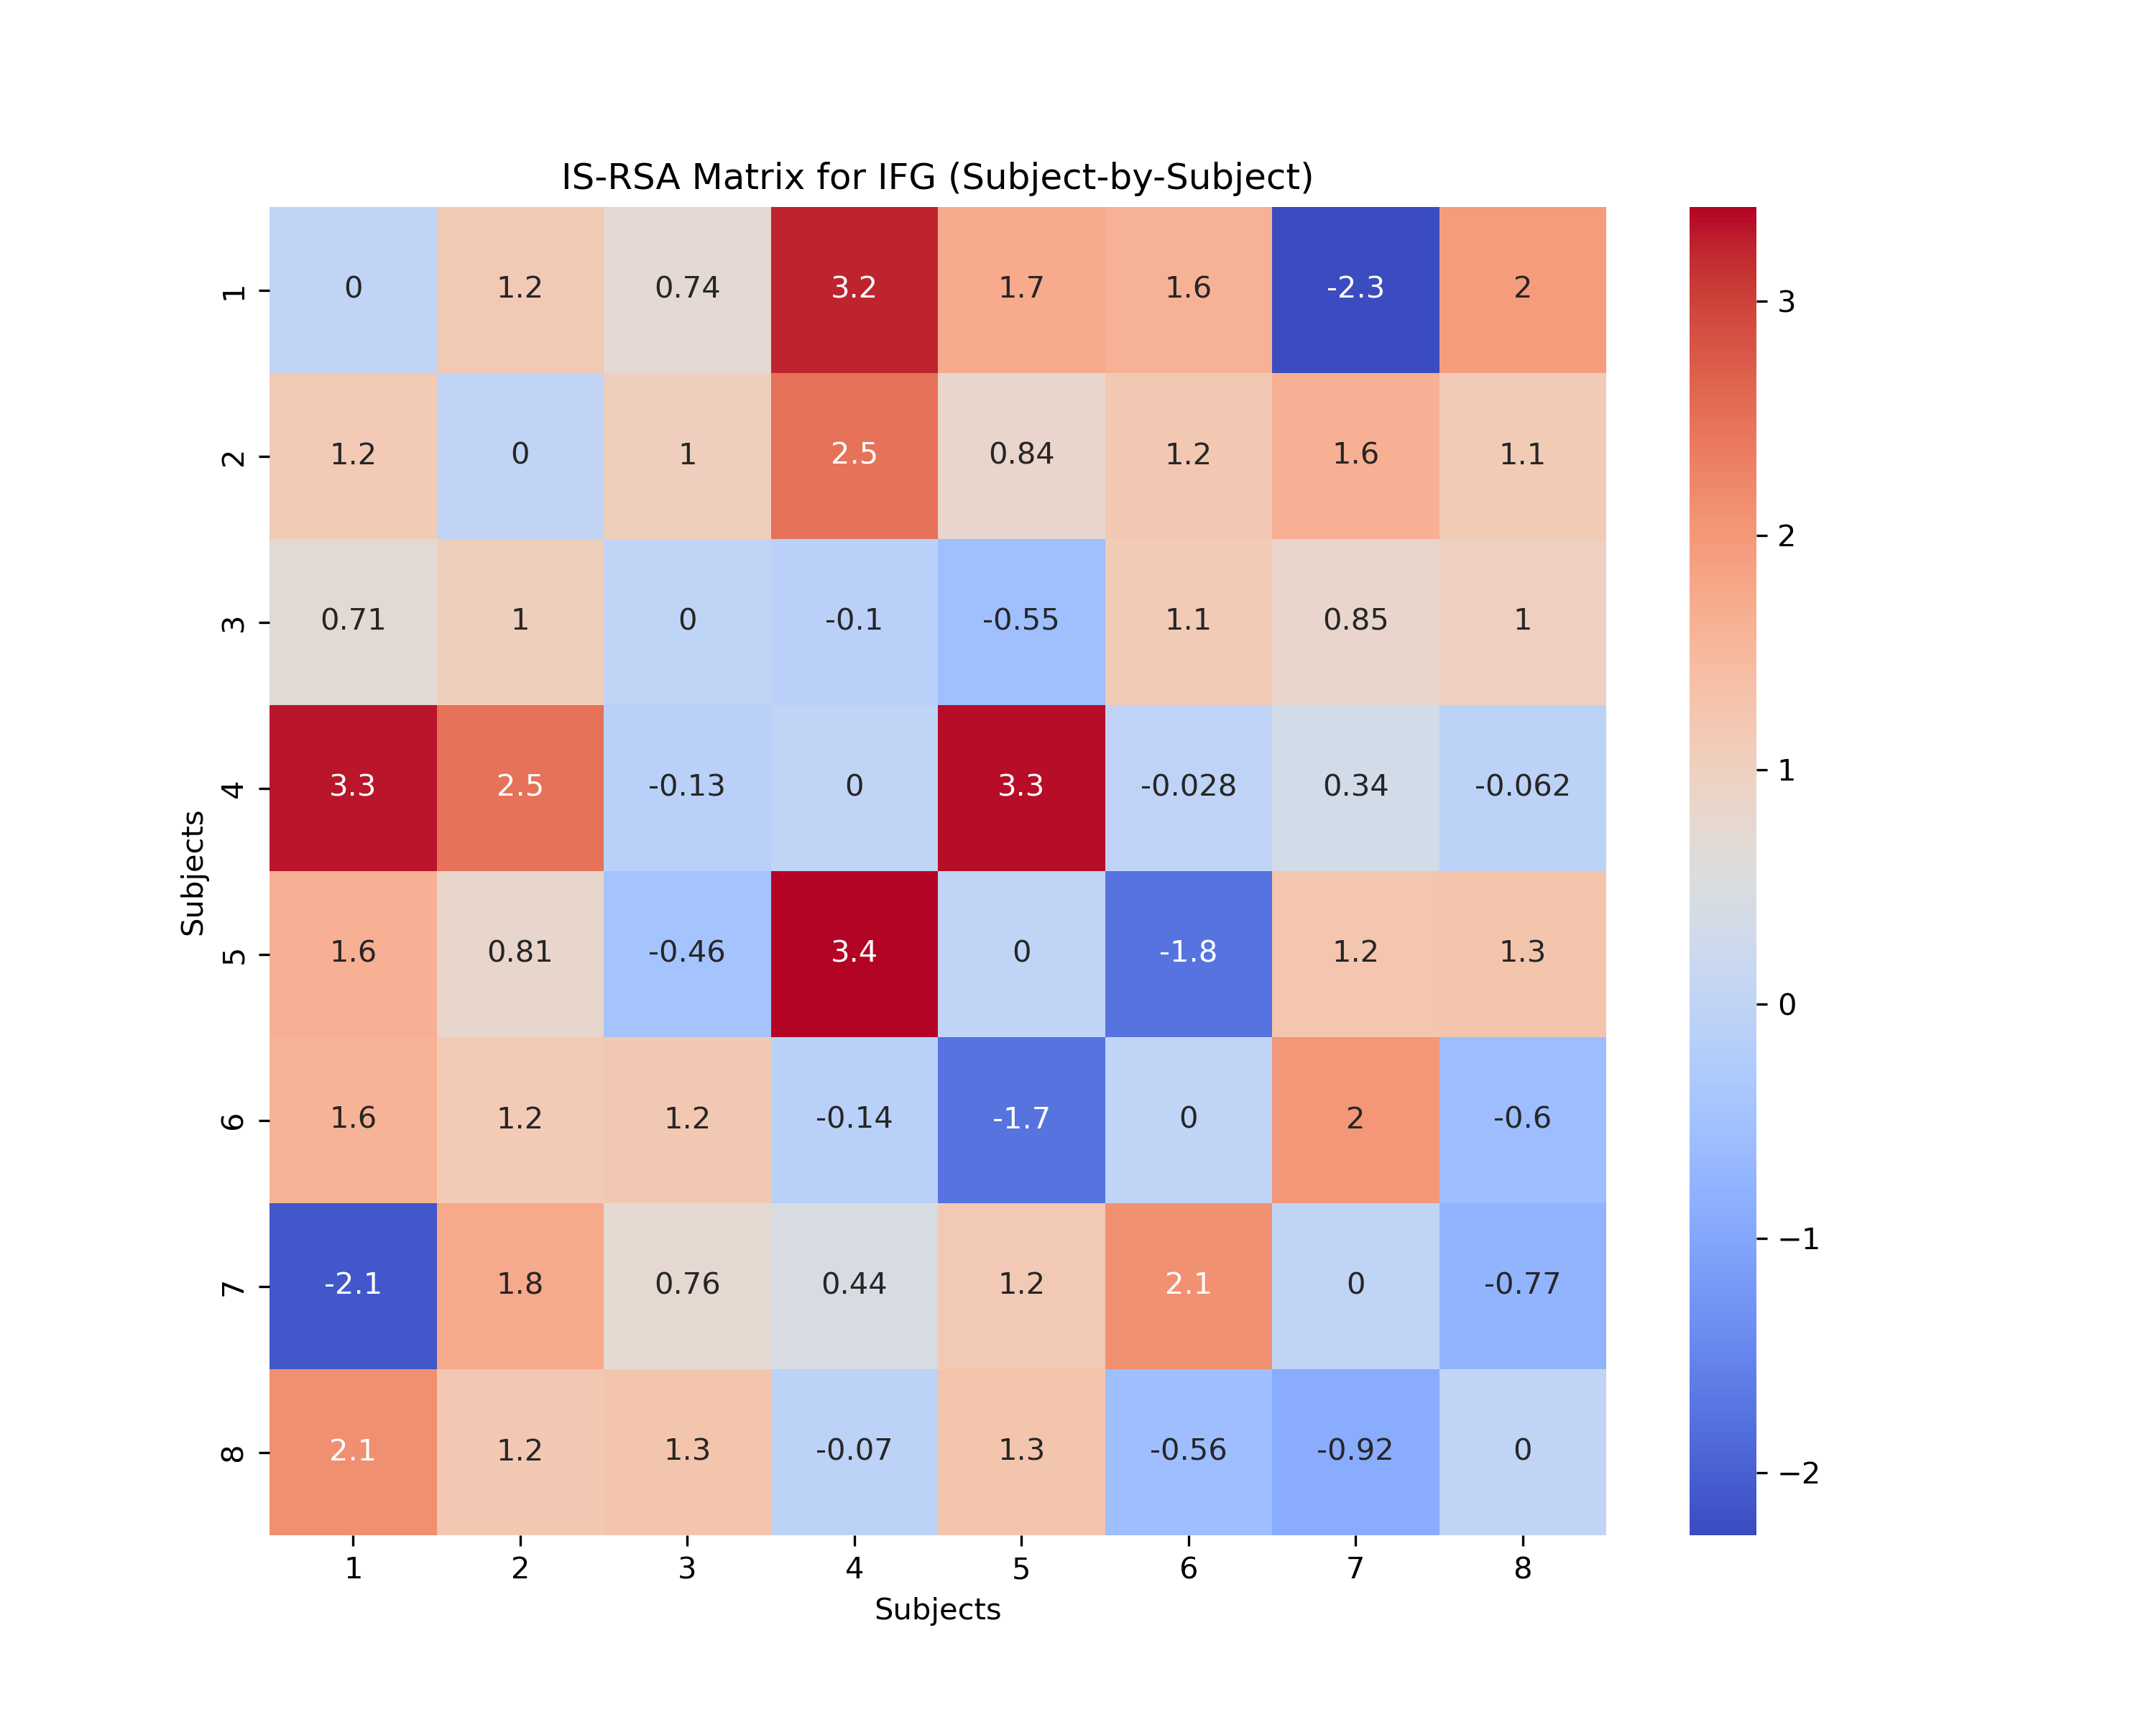 IS-RSA Matrix for IFG (Subject-by-Subject)
1 0 1.2 0.74 3.2 1.7 1.6 -2.3 2
2 1.2 0 1 2.5 0.84 1.2 1.6 1.1
3 0.71 1 0 -0.1 -0.55 1.1 0.85 1
4 3.3 2.5 -0.13 0 3.3 -0.028 0.34 -0.062
5 1.6 0.81 -0.46 3.4 0 -1.8 1.2 1.3
6 1.6 1.2 1.2 -0.14 -1.7 0 2 -0.6
7 -2.1 1.8 0.76 0.44 1.2 2.1 0 -0.77
8 2.1 1.2 1.3 -0.07 1.3 -0.56 -0.92 0
1 2 3 4 5 6 7 8
Subjects
Subjects
3
2
1
0
−1
−2